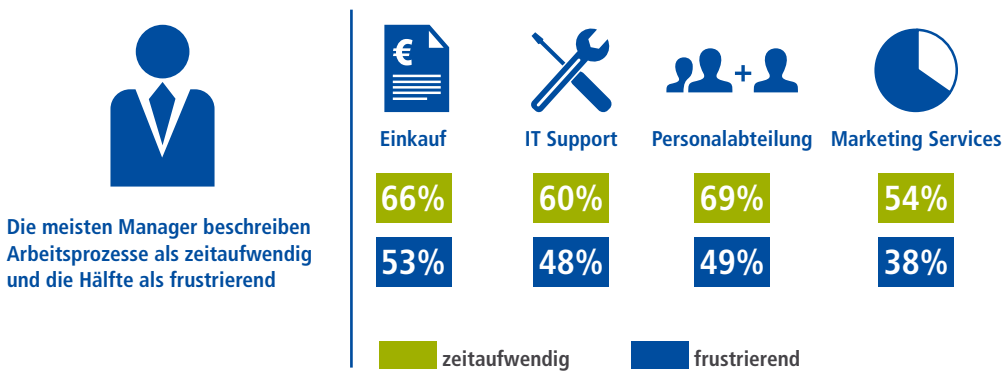 €
Einkauf
IT Support
Personalabteilung
Marketing Services
66%
60%
69%
54%
53%
48%
49%
38%
Die meisten Manager beschreiben
Arbeitsprozesse als zeitaufwendig
und die Hälfte als frustrierend
zeitaufwendig
frustrierend